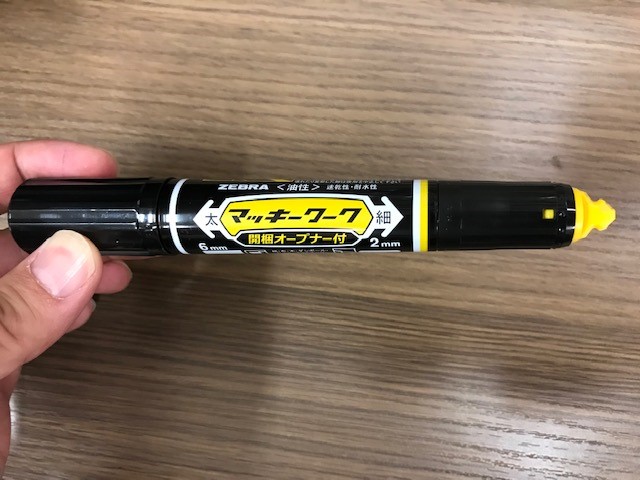 ZEBRA <油性> 速乾性・耐水性
太 マッキーワーク 細
6mm 開梱オープナー付 2mm